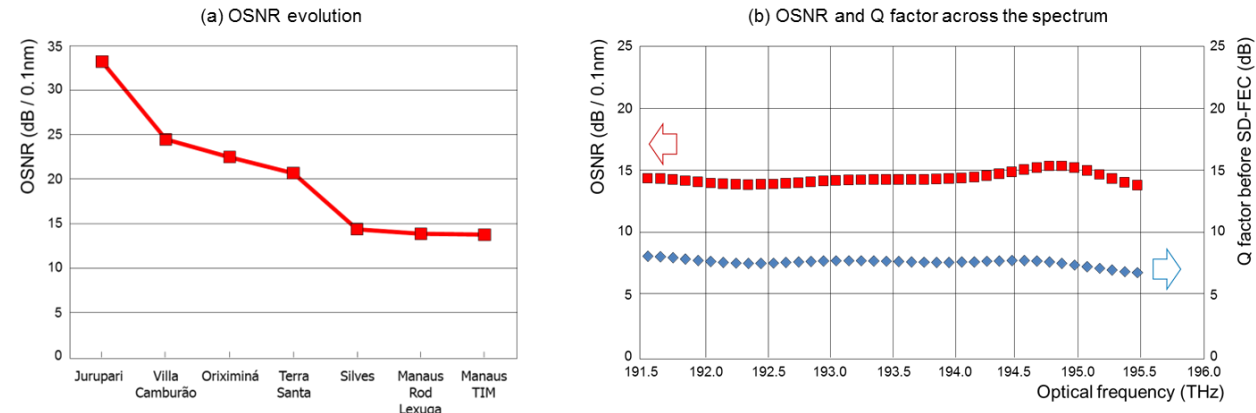 (a) OSNR evolution
OSNR (dB / 0.1nm)
35
30
25
20
15
10
5
0
Jurupari
Villa
Camburão
Oriximiná
Terra
Santa
Silves
Manaus
Rod
Lexuga
Manaus
TIM
(b) OSNR and Q factor across the spectrum
OSNR (dB / 0.1nm)
25
20
15
10
5
0
191.5 192.0 192.5 193.0 193.5 194.0 194.5 195.0 195.5 196.0
Optical frequency (THz)
25
20
15
10
5
0
Q factor before SD-FEC (dB)